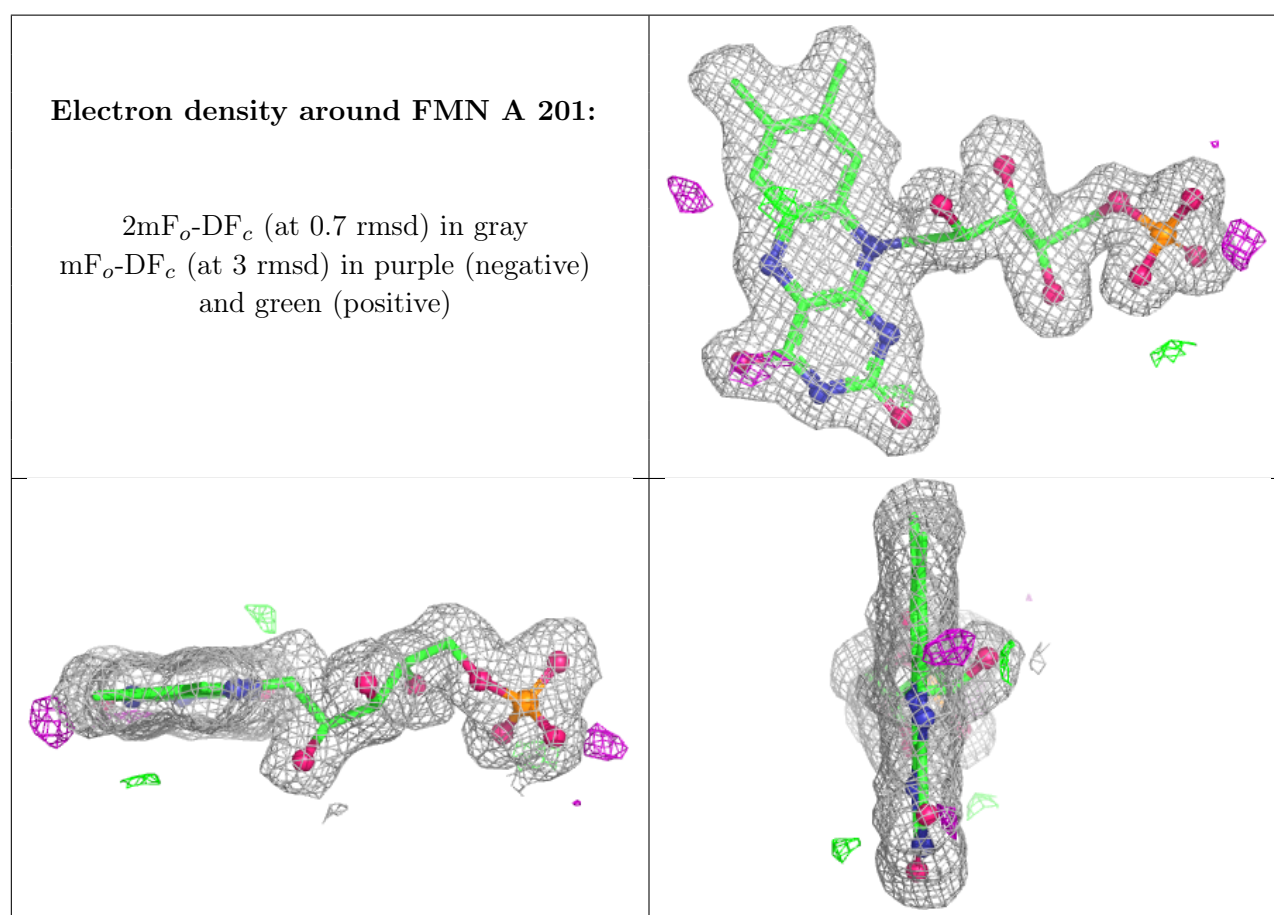 Electron density around FMN A 201:
2mFo-DFc (at 0.7 rmsd) in gray
mFo-DFc (at 3 rmsd) in purple (negative)
and green (positive)